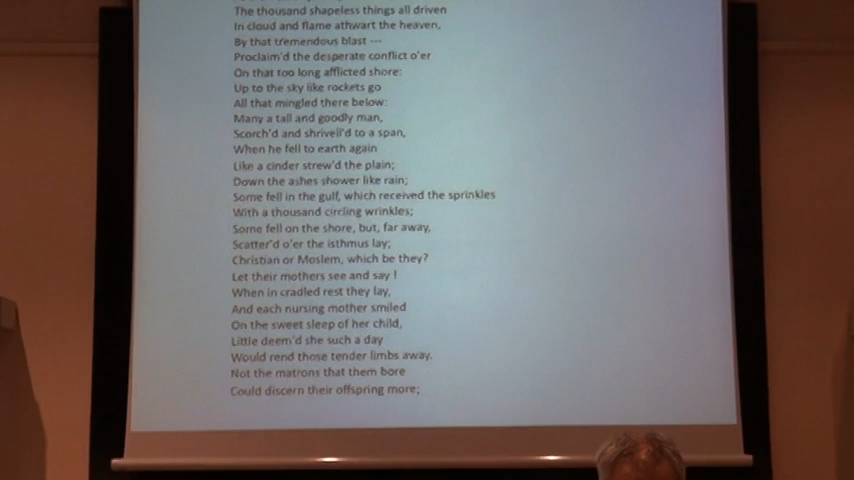 The thousand shapeless things all driven
In cloud and flame athwart the heaven,
By that tremendous blast ---
Proclaim'd the desperate conflict o'er
On that too long afflicted shore:
Up to the sky like rockets go
All that mingled there below:
Many a tall and goodly man,
Scorch'd and shrivell'd to a span,
When he fell to earth again
Like a cinder strew'd the plain;
Down the ashes shower like rain;
Some fell in the gulf, which received the sprinkles
With a thousand circling wrinkles;
Some fell on the shore, but, far away,
Scatter'd o'er the isthmus lay;
Christian or Moslem, which be they?
Let their mothers see and say !
When in cradled rest they lay,
And each nursing mother smiled
On the sweet sleep of her child,
Little deem'd she such a day
Would rend those tender limbs away.
Not the matrons that them bore
Could discern their offspring more;